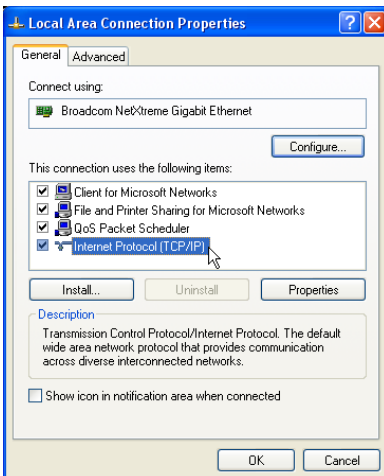 Local Area Connection Properties
General Advanced
Connect using:
Broadcom NetXtreme Gigabit Ethernet
Configure...
This connection uses the following items:
Client for Microsoft Networks
File and Printer Sharing for Microsoft Networks
QoS Packet Scheduler
Internet Protocol (TCP/IP)
Install... Uninstall Properties
Description
Transmission Control Protocol/Internet Protocol. The default
wide area network protocol that provides communication
across diverse interconnected networks.
Show icon in notification area when connected
OK Cancel